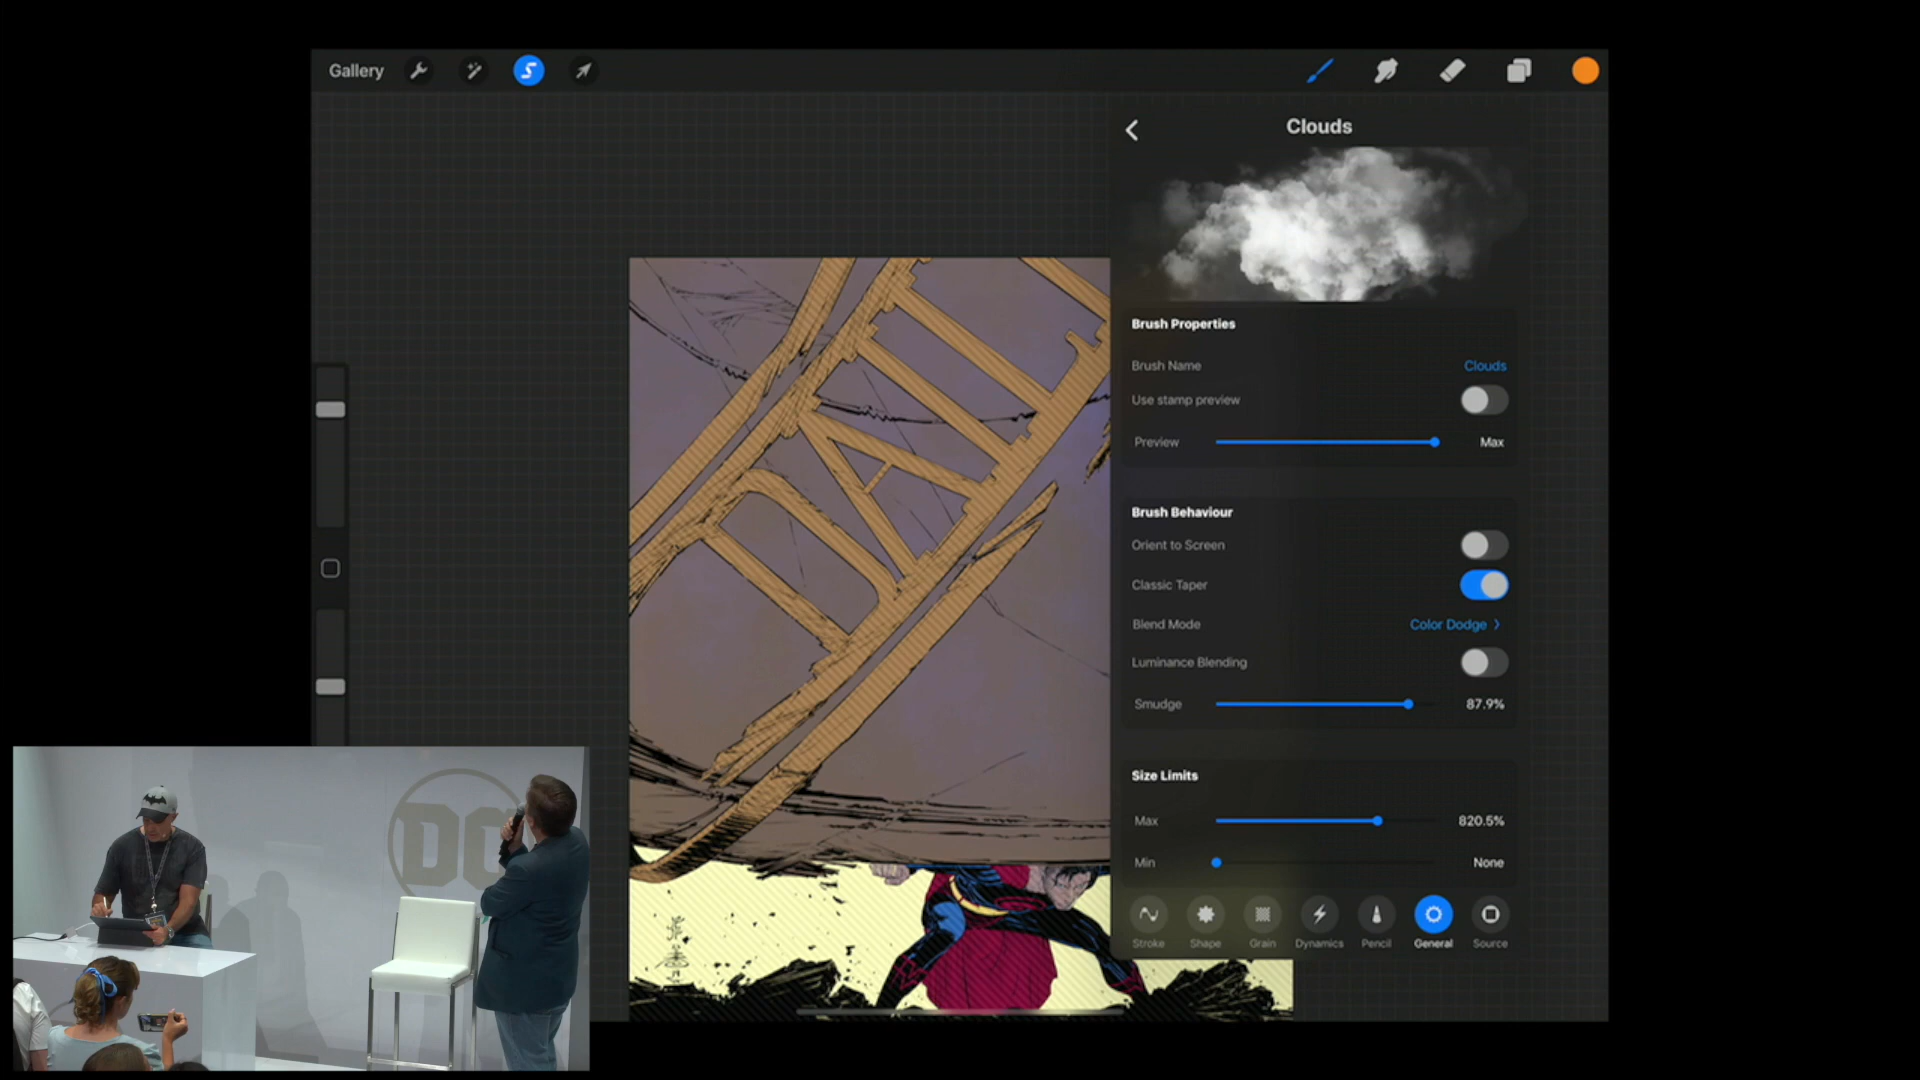 Gallery
Clouds
Brush Properties
Brush Name Clouds
Use stamp preview
Preview Max
Brush Behaviour
Orient to Screen
Classic Taper
Blend Mode Color Dodge
Luminance Blending
Smudge 87.9%
Size Limits
Max 820.5%
Min None
Stroke Shape Grain Dynamics Pencil General Source
DAIL
DC